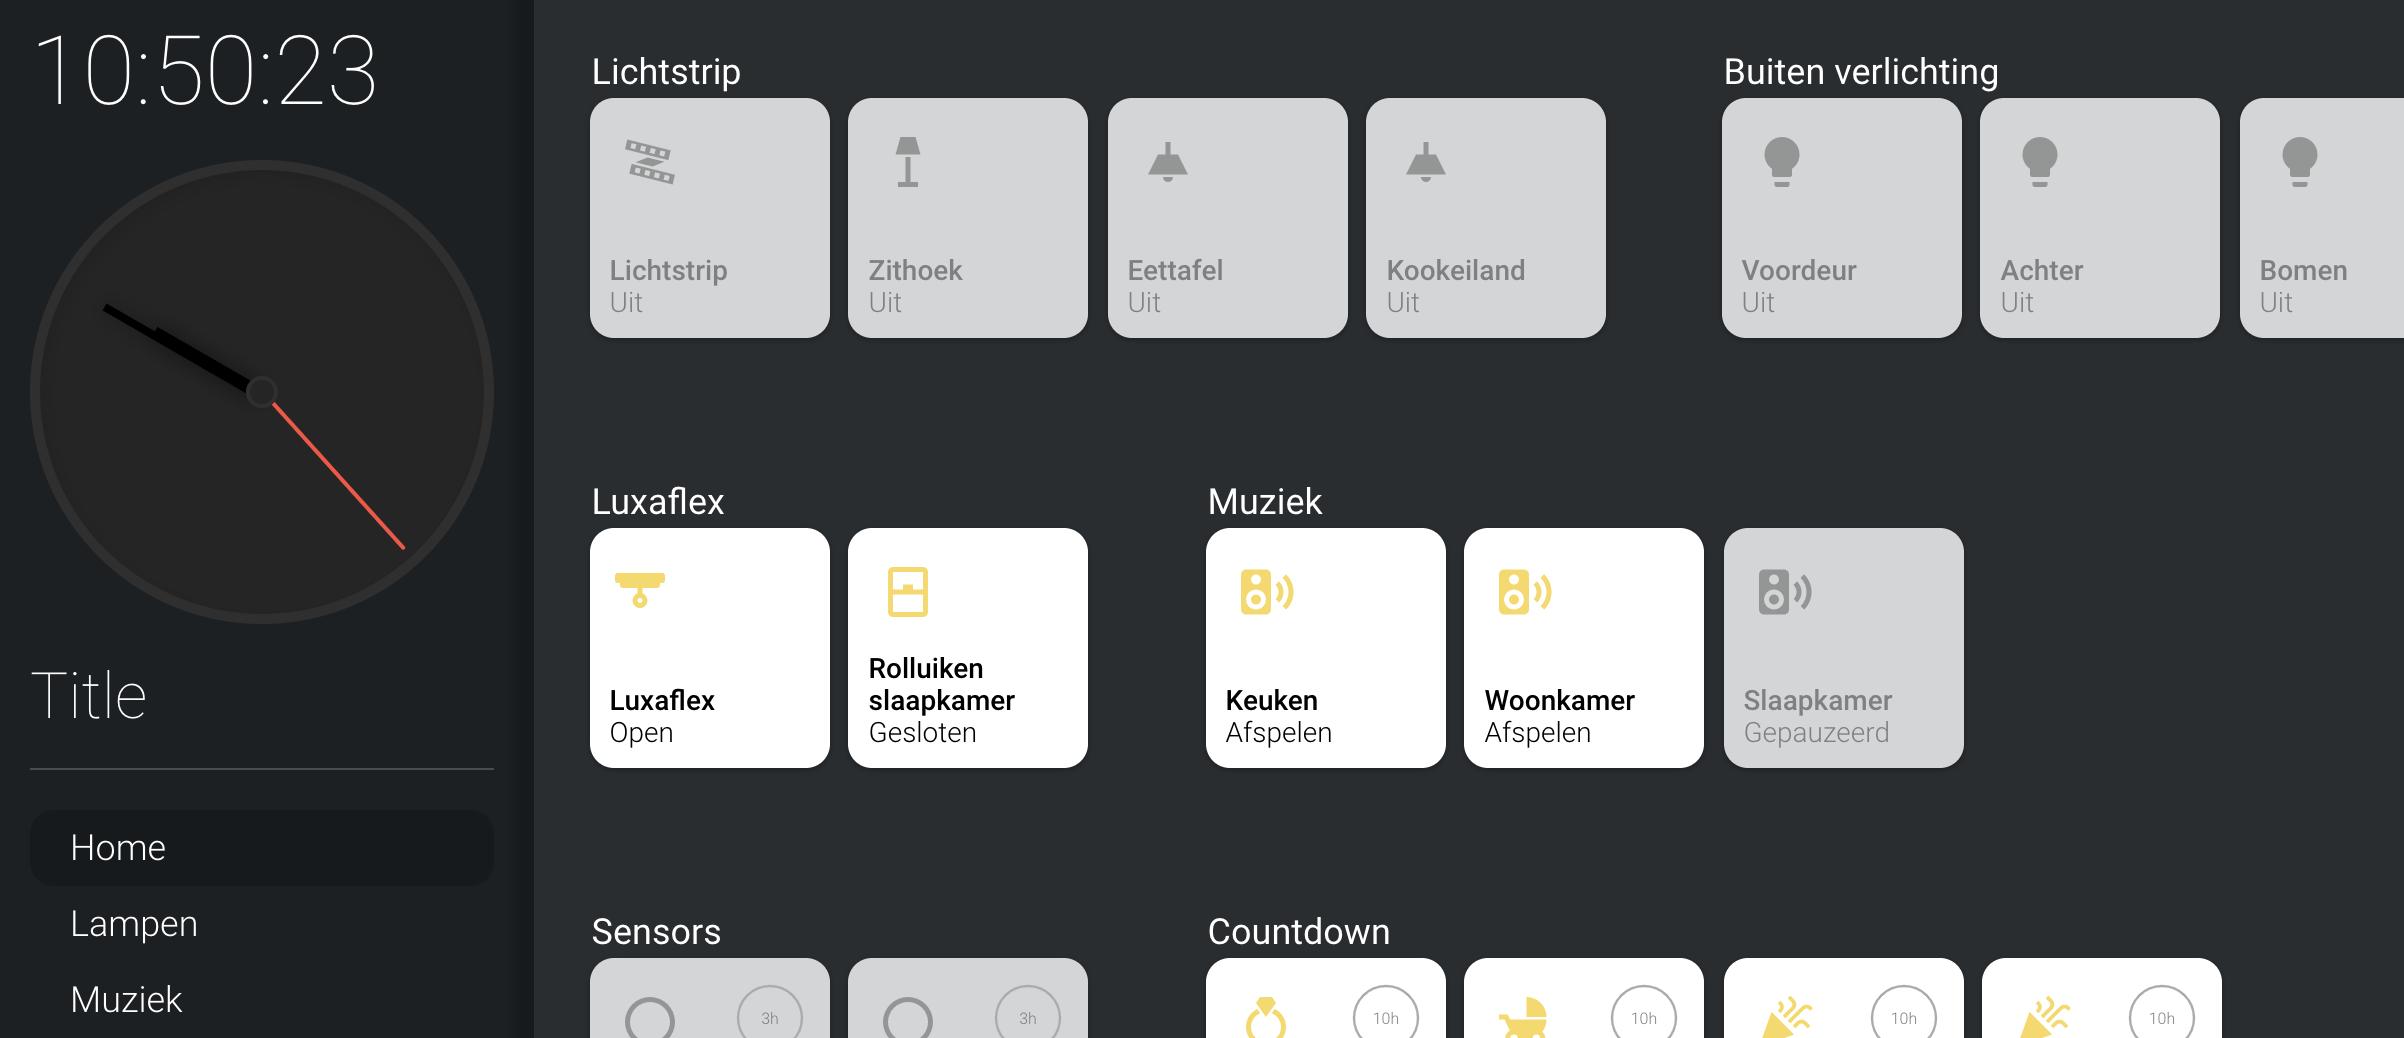 10:50:23
Title
Home
Lampen
Muziek
Lichtstrip
Lichtstrip
Uit
Zithoek
Uit
Eettafel
Uit
Kookeiland
Uit
Buiten verlichting
Voordeur
Uit
Achter
Uit
Bomen
Uit
Luxaflex
Luxaflex
Open
Rolluiken
slaapkamer
Gesloten
Muziek
Keuken
Afspelen
Woonkamer
Afspelen
Slaapkamer
Gepauzeerd
Sensors
3h
3h
Countdown
10h
10h
10h
10h